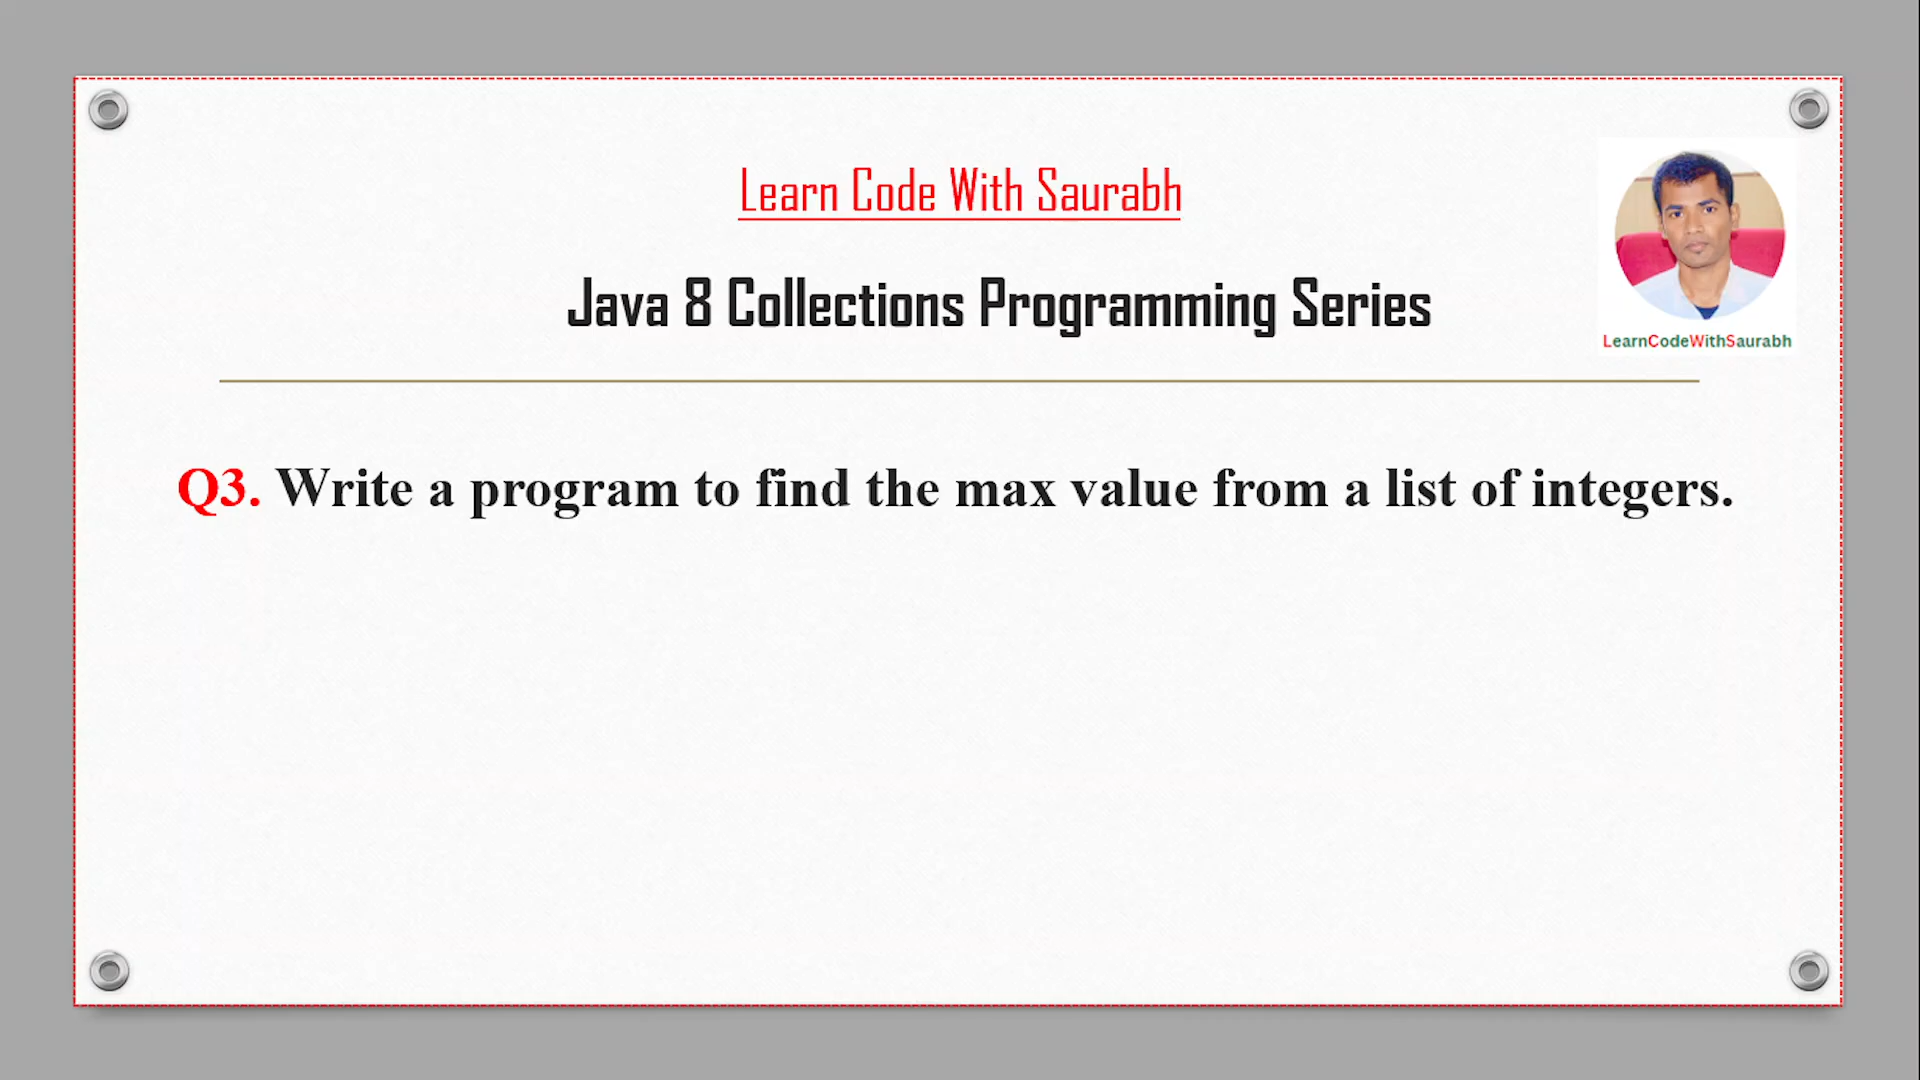 Learn Code With Saurabh
Java 8 Collections Programming Series
LearnCodeWithSaurabh
Q3. Write a program to find the max value from a list of integers.